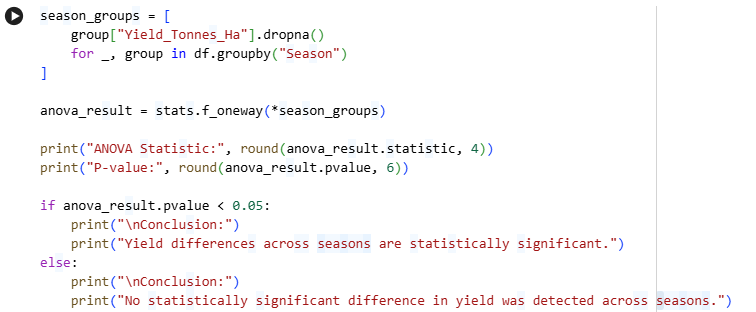 season_groups = [
    group["Yield_Tonnes_Ha"].dropna()
    for _, group in df.groupby("Season")
]

anova_result = stats.f_oneway(*season_groups)

print("ANOVA Statistic:", round(anova_result.statistic, 4))
print("P-value:", round(anova_result.pvalue, 6))

if anova_result.pvalue < 0.05:
    print("\nConclusion:")
    print("Yield differences across seasons are statistically significant.")
else:
    print("\nConclusion:")
    print("No statistically significant difference in yield was detected across seasons.")